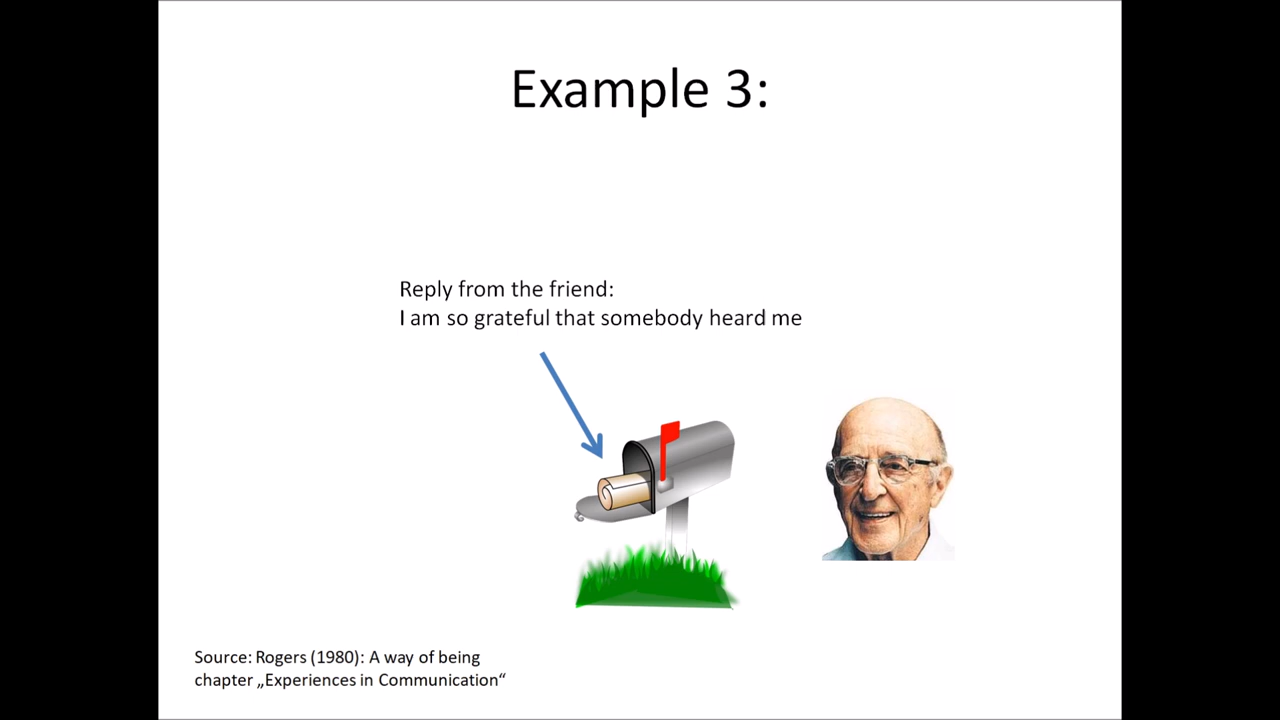 Example 3:
Reply from the friend:
I am so grateful that somebody heard me
Source: Rogers (1980): A way of being
chapter „Experiences in Communication“